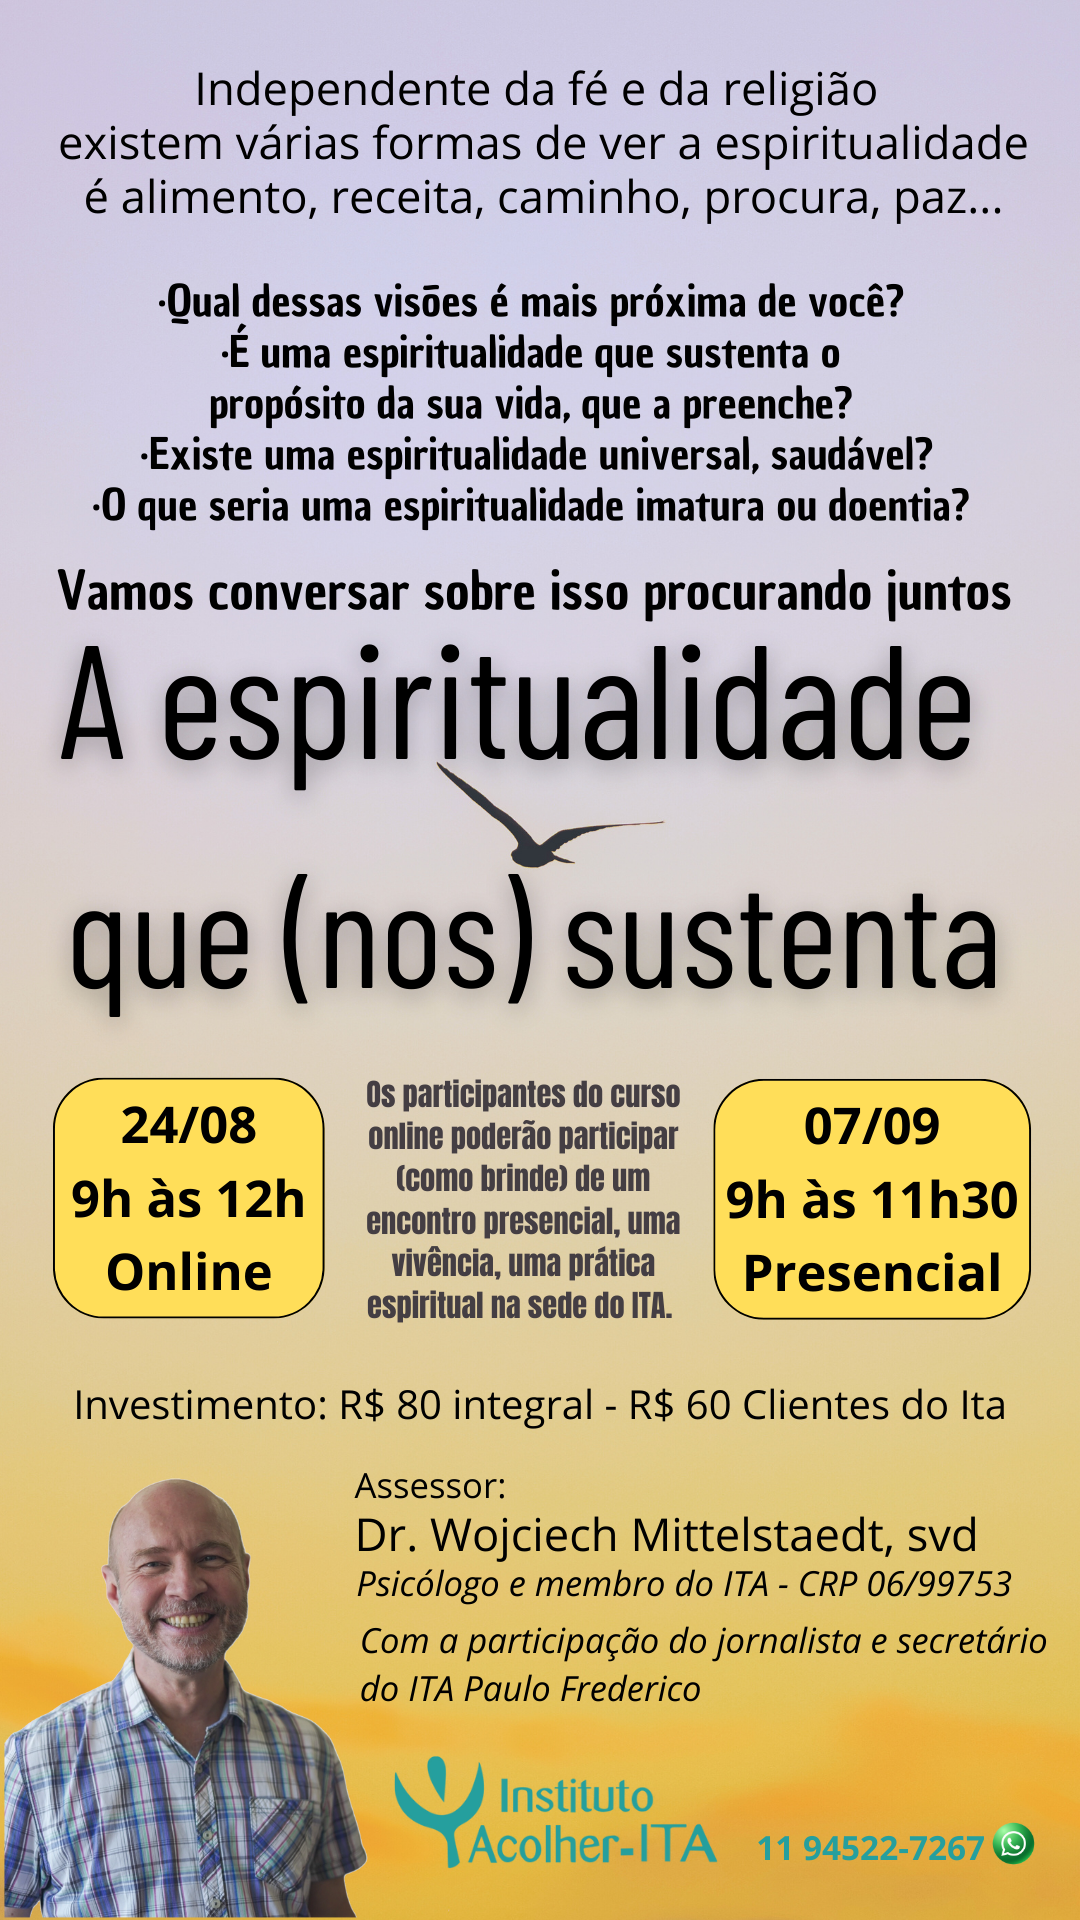 Independente da fé e da religião
existem várias formas de ver a espiritualidade
é alimento, receita, caminho, procura, paz...
·Qual dessas visões é mais próxima de você?
·É uma espiritualidade que sustenta o
propósito da sua vida, que a preenche?
·Existe uma espiritualidade universal, saudável?
·O que seria uma espiritualidade imatura ou doentia?
Vamos conversar sobre isso procurando juntos
A espiritualidade
que (nos) sustenta
24/08
9h às 12h
Online
Os participantes do curso
online poderão participar
(como brinde) de um
encontro presencial, uma
vivência, uma prática
espiritual na sede do ITA.
07/09
9h às 11h30
Presencial
Investimento: R$ 80 integral - R$ 60 Clientes do Ita
Assessor:
Dr. Wojciech Mittelstaedt, svd
Psicólogo e membro do ITA - CRP 06/99753
Com a participação do jornalista e secretário
do ITA Paulo Frederico
Instituto
Acolher-ITA
11 94522-7267